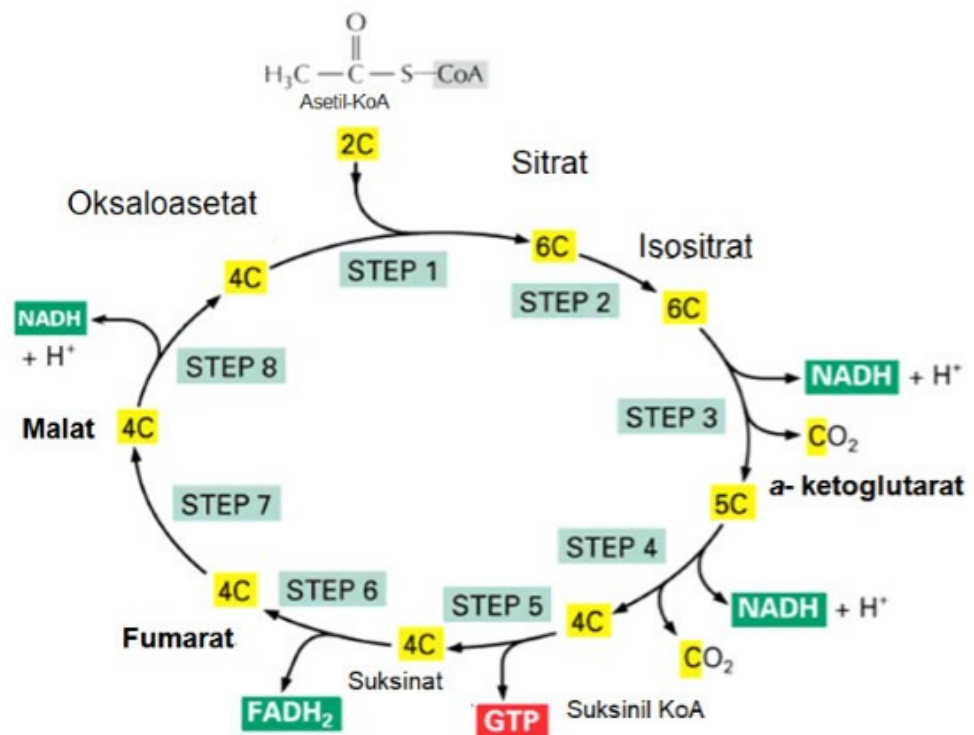 O
H₃C — C — S — CoA
Asetil-KoA
2C
Sitrat
Oksaloasetat
6C
Isositrat
4C
STEP 1
STEP 2
6C
NADH
+ H⁺
STEP 8
NADH + H⁺
STEP 3
CO₂
Malat 4C
a- ketoglutarat
5C
STEP 7
STEP 4
4C
STEP 6
STEP 5
4C
NADH + H⁺
Fumarat
4C
CO₂
Suksinat
FADH₂
GTP
Suksinil KoA